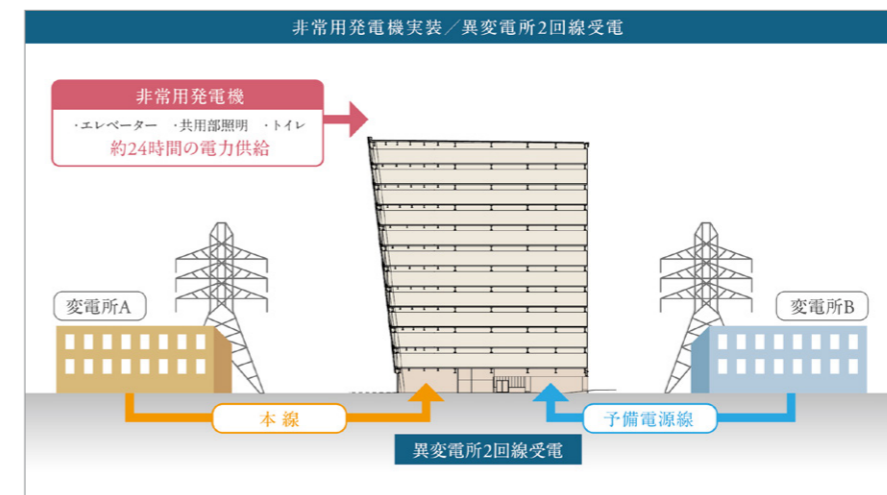 非常用発電機実装／異変電所2回線受電
非常用発電機
・エレベーター ・共用部照明 ・トイレ
約24時間の電力供給
変電所A
変電所B
本線
予備電源線
異変電所2回線受電